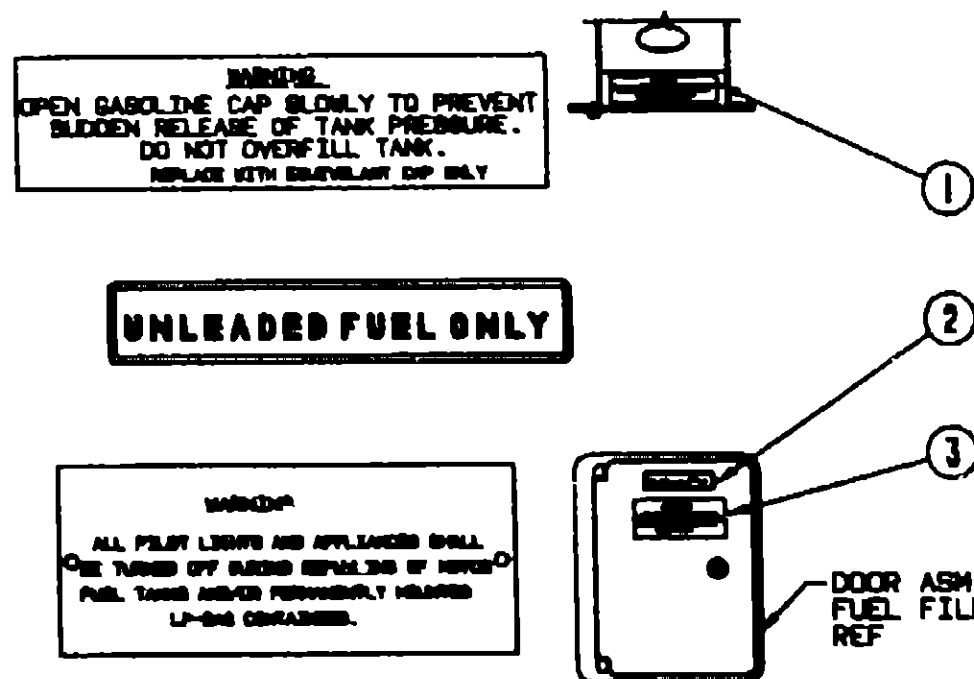 WARNING
OPEN GASOLINE CAP SLOWLY TO PREVENT
SUDDEN RELEASE OF TANK PRESSURE.
DO NOT OVERFILL TANK.
REPLACE WITH EQUIVELANT CAP ONLY
1
UNLEADED FUEL ONLY
2
3
WARNING
ALL PILOT LIGHTS AND APPLIANCES SHALL
BE TURNED OFF DURING REFUELING OF MOTOR
FUEL TANKS AND/OR PERMANENTLY MOUNTED
LP-GAS CONTAINERS.
DOOR ASM
FUEL FIL
REF